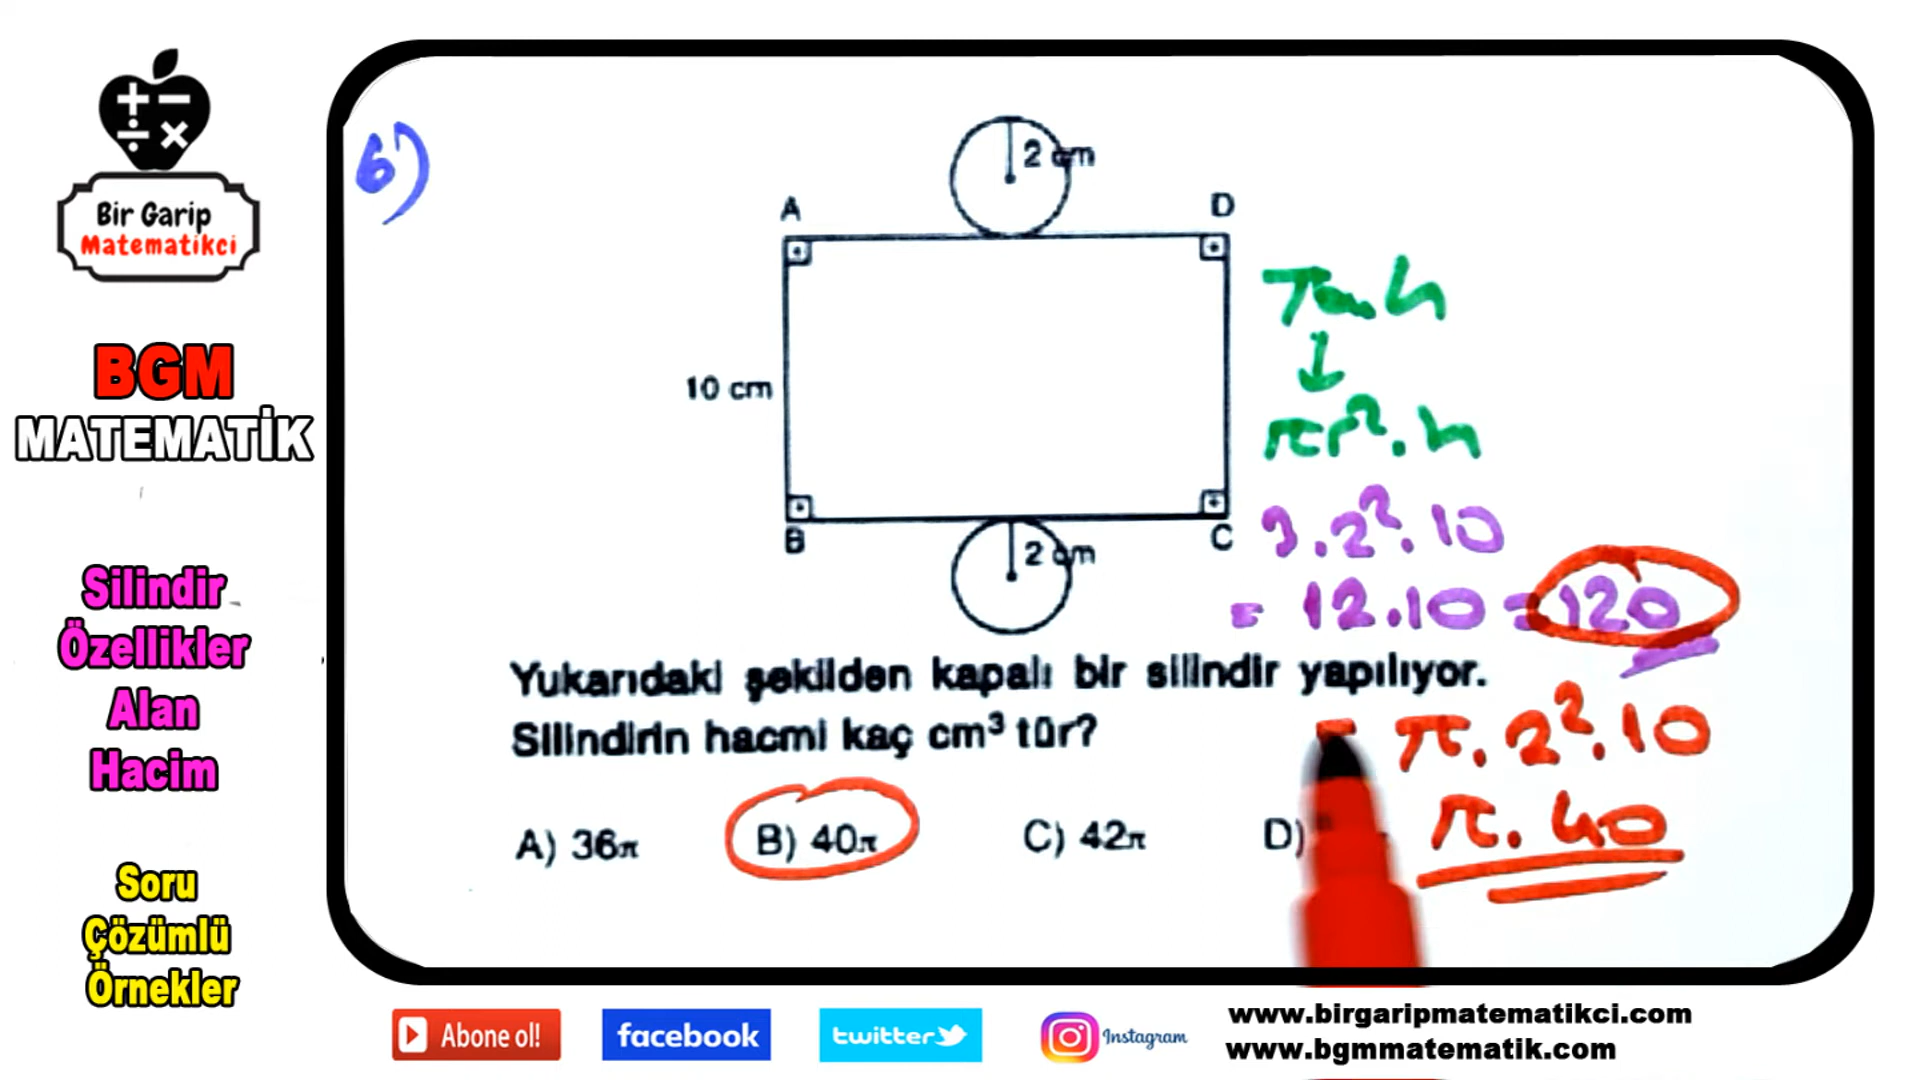 Bir Garip
Matematikci
BGM
MATEMATİK
Silindir
Özellikler
Alan
Hacim
Soru
Çözümlü
Örnekler
6)
2 cm
A
D
10 cm
B
C
2 cm
Ta.h
πr².h
3.2².10
= 12.10 = 120
Yukarıdaki şekilden kapalı bir silindir yapılıyor.
Silindirin hacmi kaç cm³ tür?
= π.2².10
π.40
A) 36π
B) 40π
C) 42π
D)
Abone ol!
facebook
twitter
Instagram
www.birgaripmatematikci.com
www.bgmmatematik.com